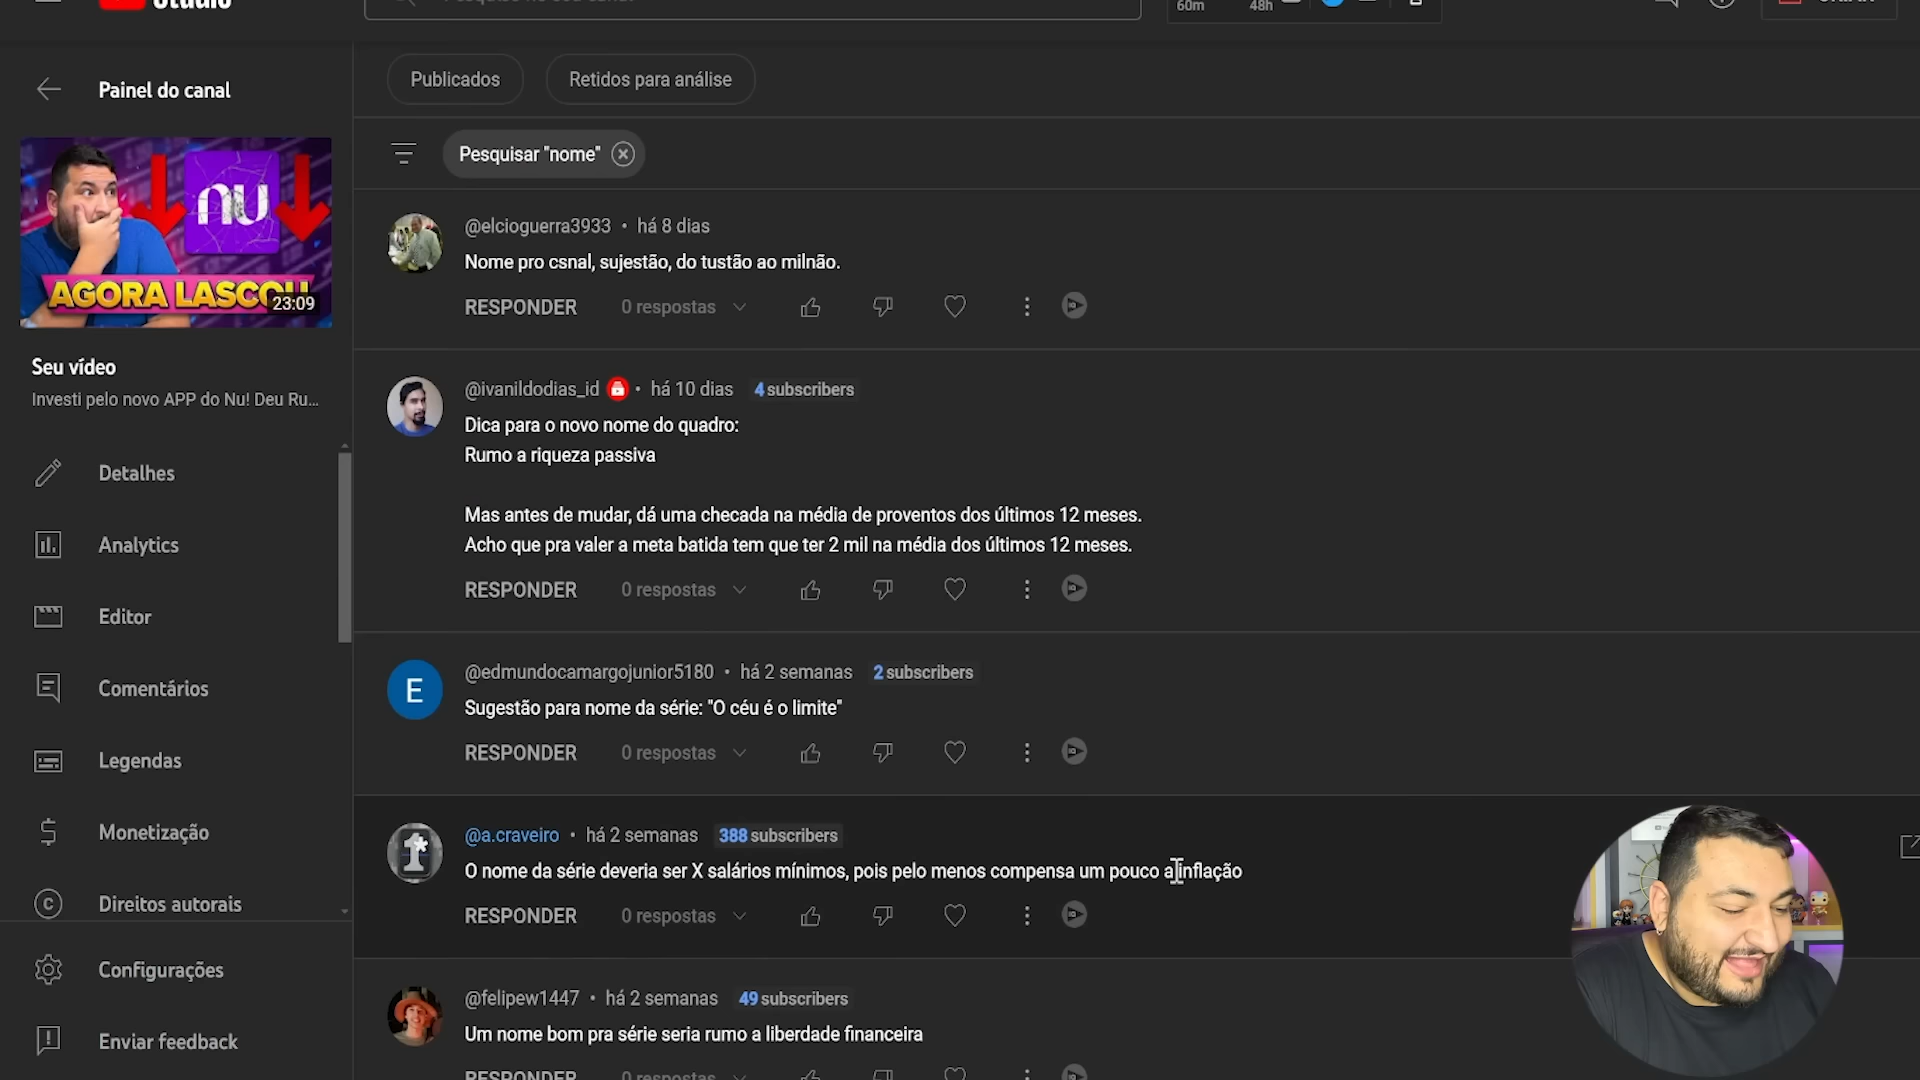 Studio
60m
48h
Painel do canal
Publicados
Retidos para análise
Pesquisar "nome"
nu
AGORA LASCOU
23:09
Seu vídeo
Investi pelo novo APP do Nu! Deu Ru...
Detalhes
Analytics
Editor
Comentários
Legendas
Monetização
Direitos autorais
Configurações
Enviar feedback
@elcioguerra3933 • há 8 dias
Nome pro csnal, sujestão, do tustão ao milnão.
RESPONDER 0 respostas
@ivanildodias_id • há 10 dias 4 subscribers
Dica para o novo nome do quadro:
Rumo a riqueza passiva
Mas antes de mudar, dá uma checada na média de proventos dos últimos 12 meses.
Acho que pra valer a meta batida tem que ter 2 mil na média dos últimos 12 meses.
RESPONDER 0 respostas
E
@edmundocamargojunior5180 • há 2 semanas 2 subscribers
Sugestão para nome da série: "O céu é o limite"
RESPONDER 0 respostas
1*
@a.craveiro • há 2 semanas 388 subscribers
O nome da série deveria ser X salários mínimos, pois pelo menos compensa um pouco a inflação
RESPONDER 0 respostas
@felipew1447 • há 2 semanas 49 subscribers
Um nome bom pra série seria rumo a liberdade financeira
RESPONDER 0 respostas